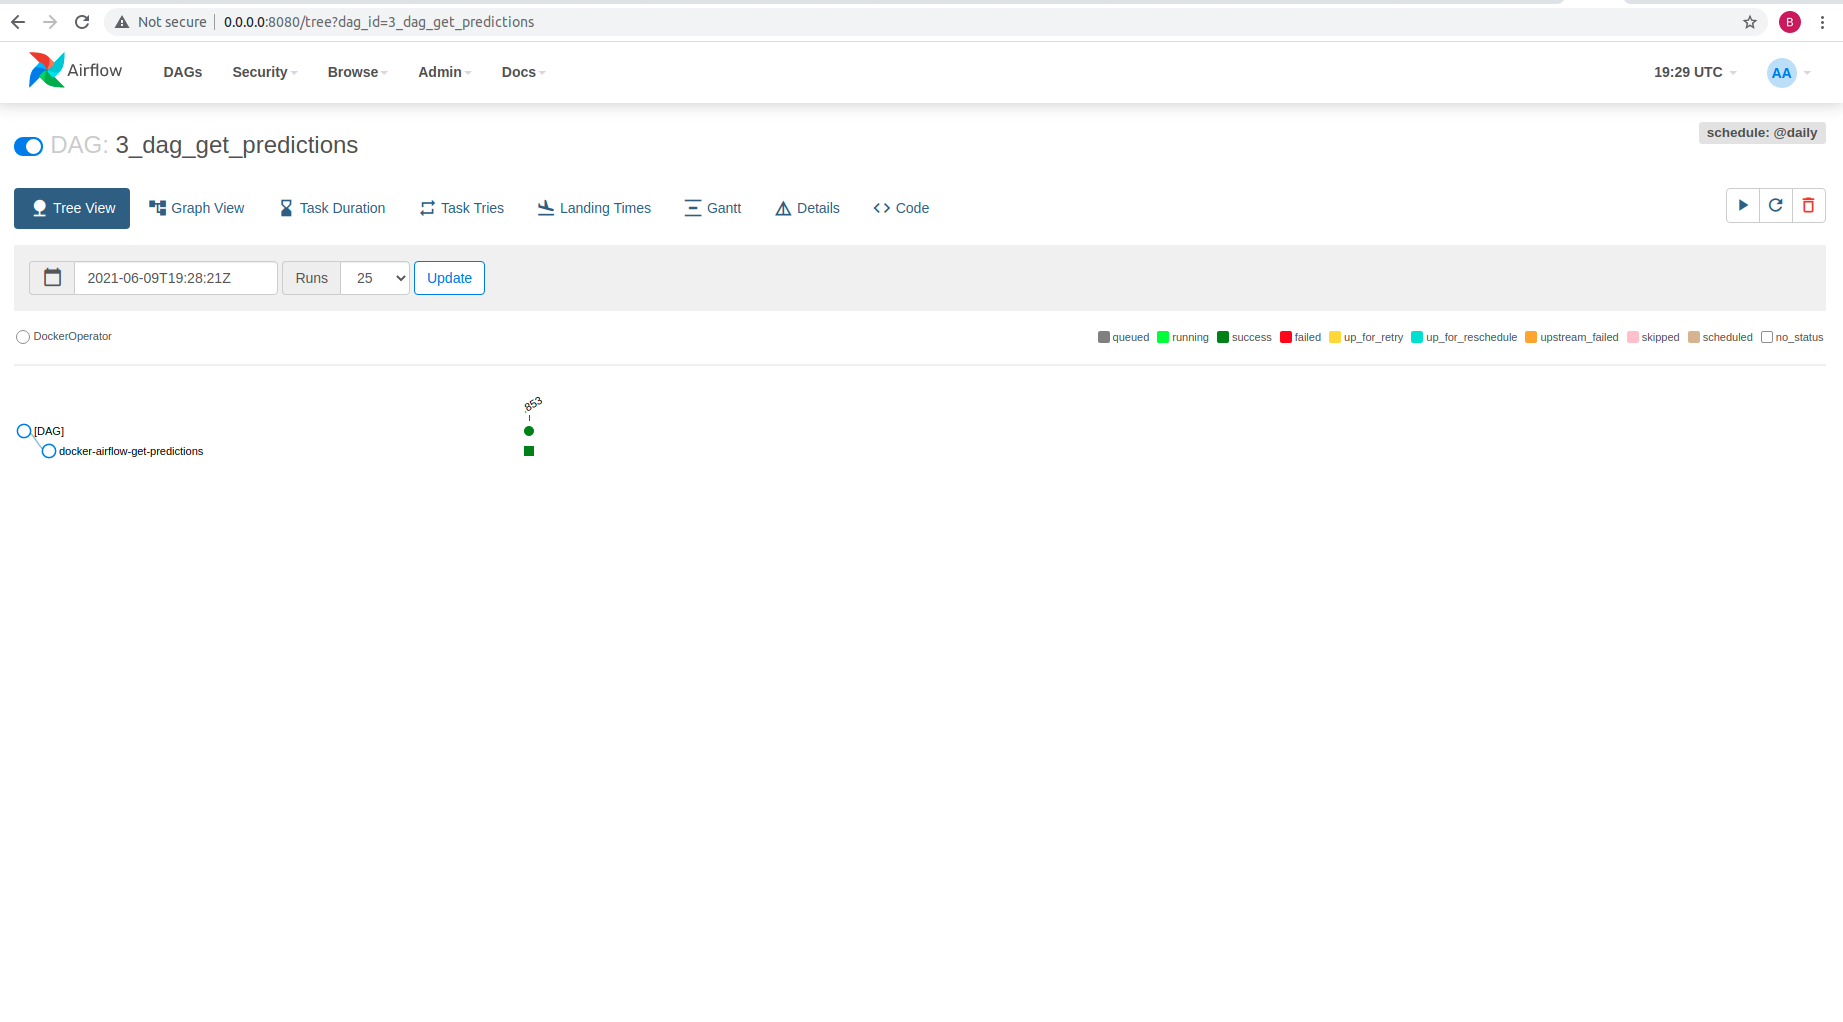 Not secure | 0.0.0.0:8080/tree?dag_id=3_dag_get_predictions B
Airflow DAGs Security Browse Admin Docs 19:29 UTC AA
DAG: 3_dag_get_predictions schedule: @daily
Tree View Graph View Task Duration Task Tries Landing Times Gantt Details Code
2021-06-09T19:28:21Z Runs 25 Update
DockerOperator queued running success failed up_for_retry up_for_reschedule upstream_failed skipped scheduled no_status
.853
[DAG]
docker-airflow-get-predictions